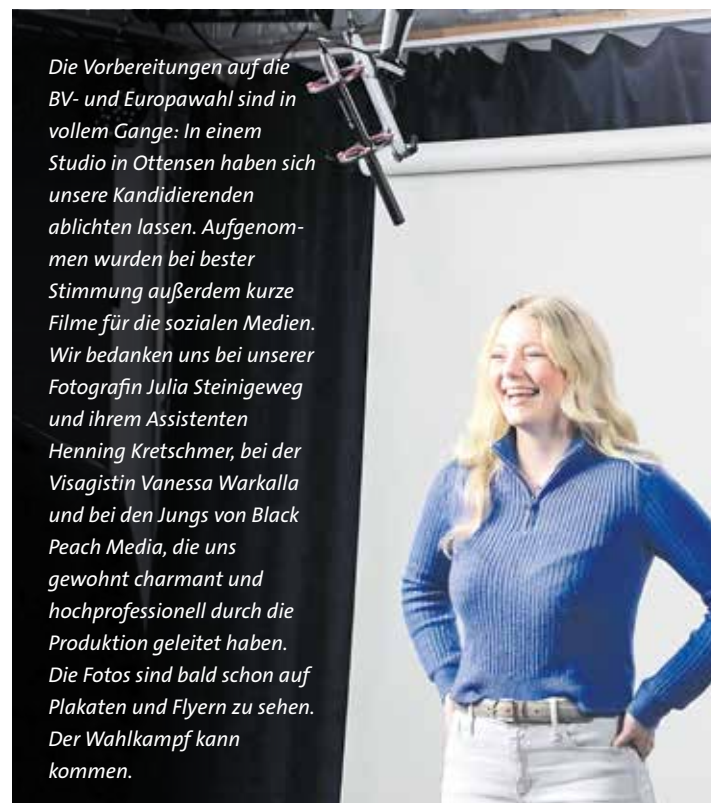 Die Vorbereitungen auf die
BV- und Europawahl sind in
vollem Gange: In einem
Studio in Ottensen haben sich
unsere Kandidierenden
ablichten lassen. Aufgenom-
men wurden bei bester
Stimmung außerdem kurze
Filme für die sozialen Medien.
Wir bedanken uns bei unserer
Fotografin Julia Steinigeweg
und ihrem Assistenten
Henning Kretschmer, bei der
Visagistin Vanessa Warkalla
und bei den Jungs von Black
Peach Media, die uns
gewohnt charmant und
hochprofessionell durch die
Produktion geleitet haben.
Die Fotos sind bald schon auf
Plakaten und Flyern zu sehen.
Der Wahlkampf kann
kommen.